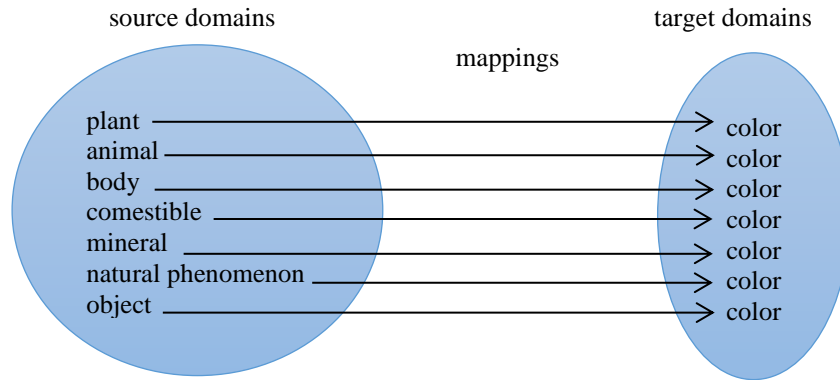 source domains
target domains
mappings
plant
color
animal
color
body
color
comestible
color
mineral
color
natural phenomenon
color
object
color